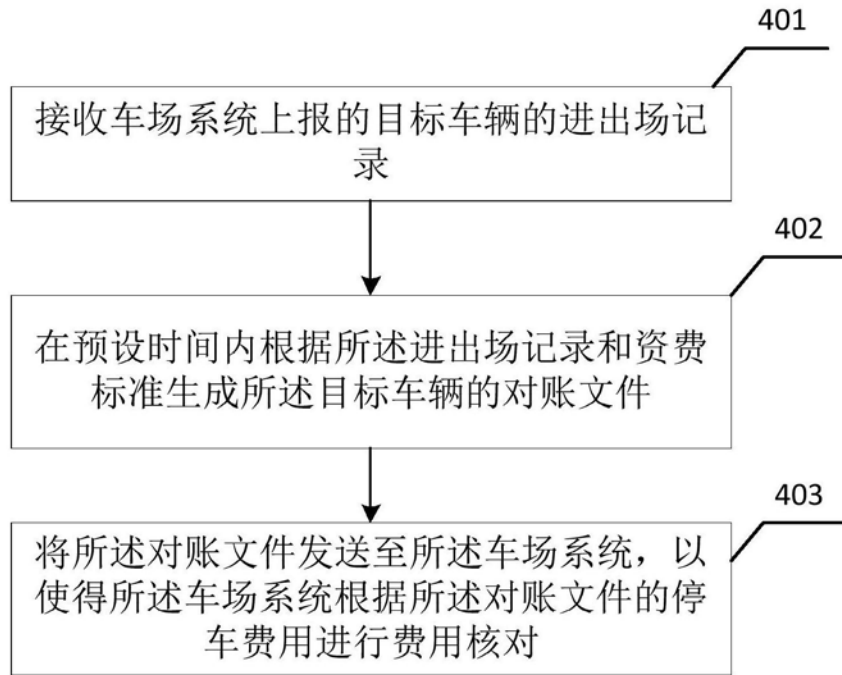 401
接收车场系统上报的目标车辆的进出场记
录
402
在预设时间内根据所述进出场记录和资费
标准生成所述目标车辆的对账文件
403
将所述对账文件发送至所述车场系统，以
使得所述车场系统根据所述对账文件的停
车费用进行费用核对